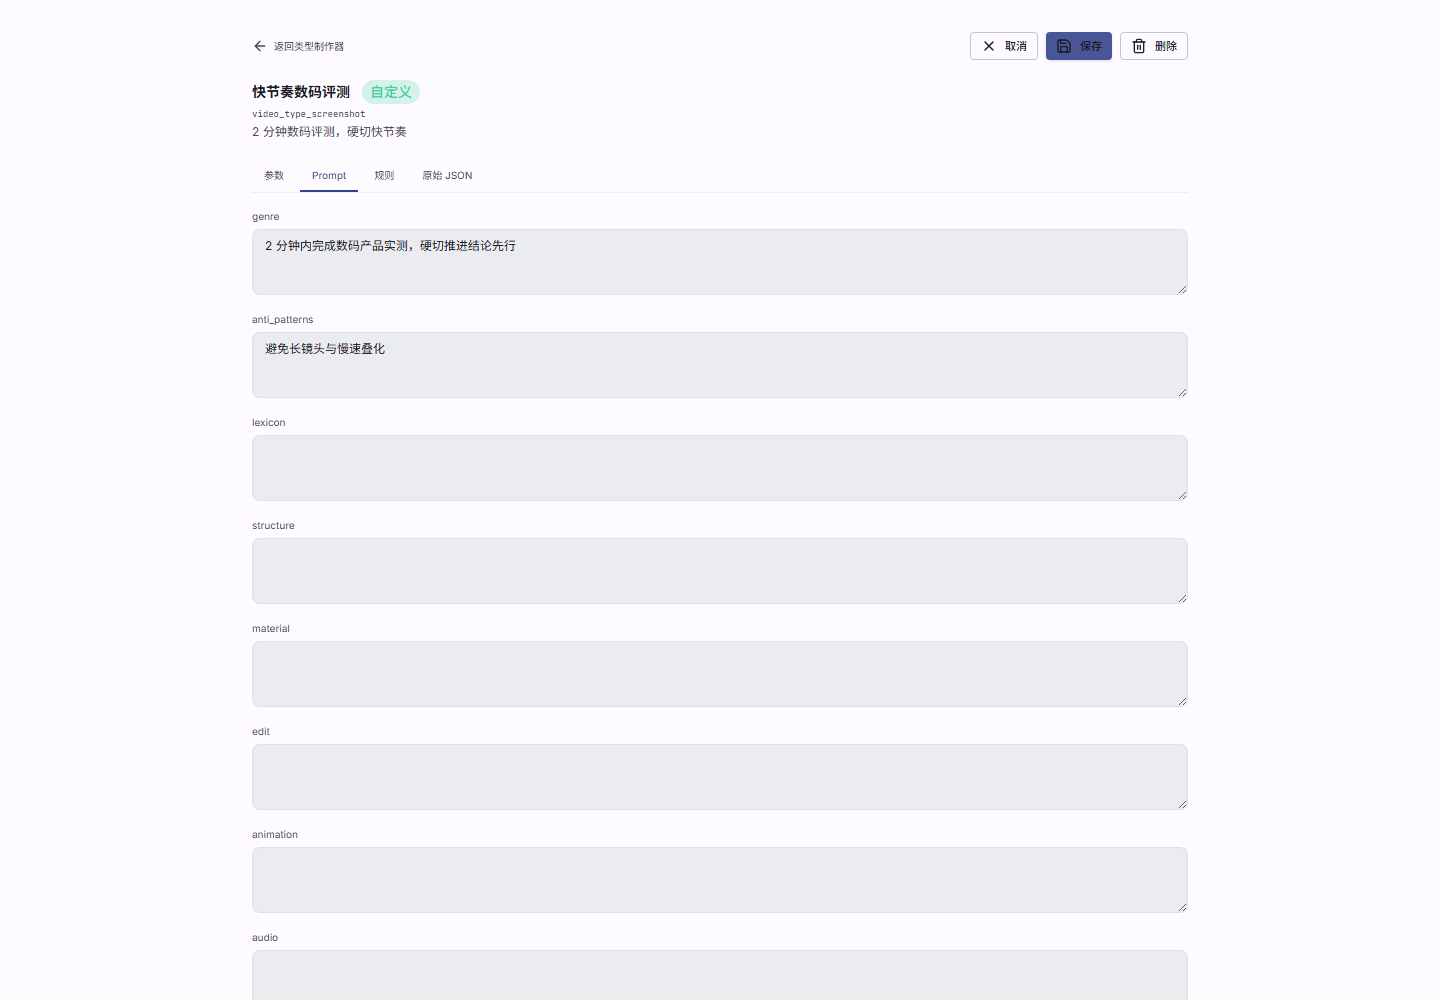 返回类型制作器
取消
保存
删除
快节奏数码评测 自定义
video_type_screenshot
2 分钟数码评测，硬切快节奏
参数 Prompt 规则 原始 JSON
genre
2 分钟内完成数码产品实测，硬切推进结论先行
anti_patterns
避免长镜头与慢速叠化
lexicon
structure
material
edit
animation
audio